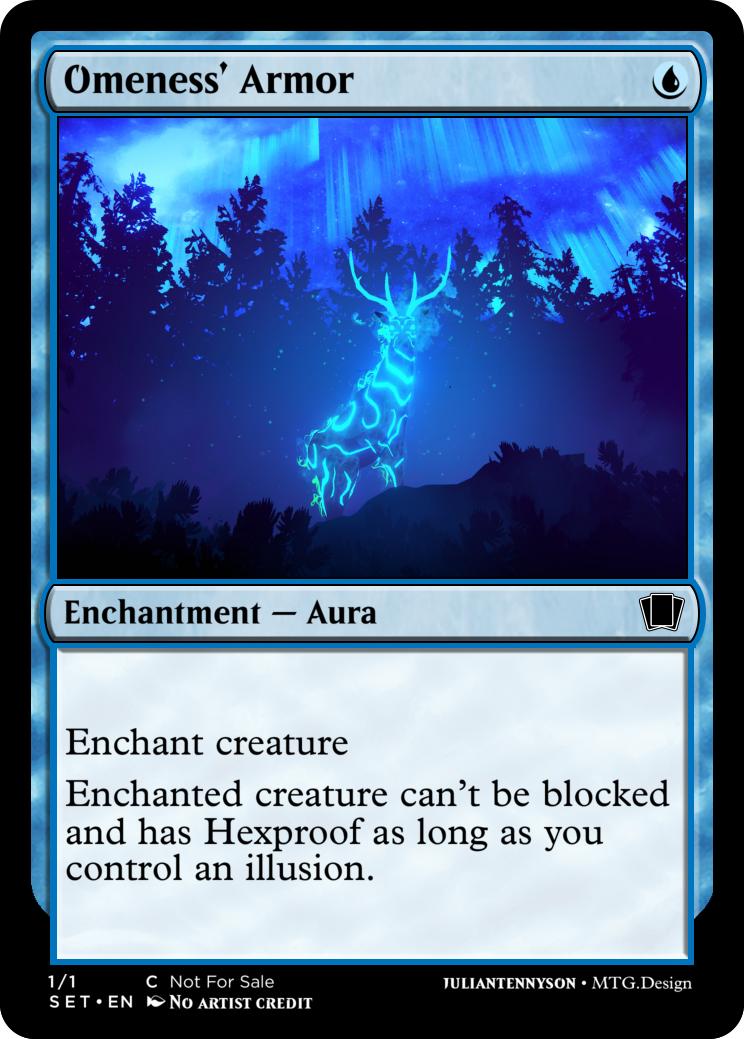 Omeness' Armor
Enchantment — Aura
Enchant creature
Enchanted creature can't be blocked
and has Hexproof as long as you
control an illusion.
1/1 C Not For Sale
SET • EN No artist credit
JULIANTENNYSON • MTG.Design